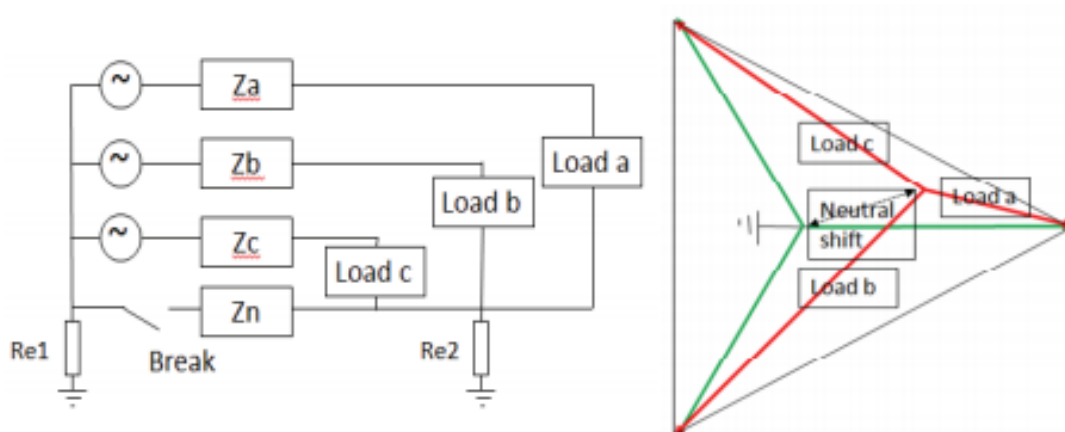 ~
Za
Load a
~
Zb
Load b
~
Zc
Load c
Zn
Re1
Break
Re2
Load c
Load a
Neutral
shift
Load b